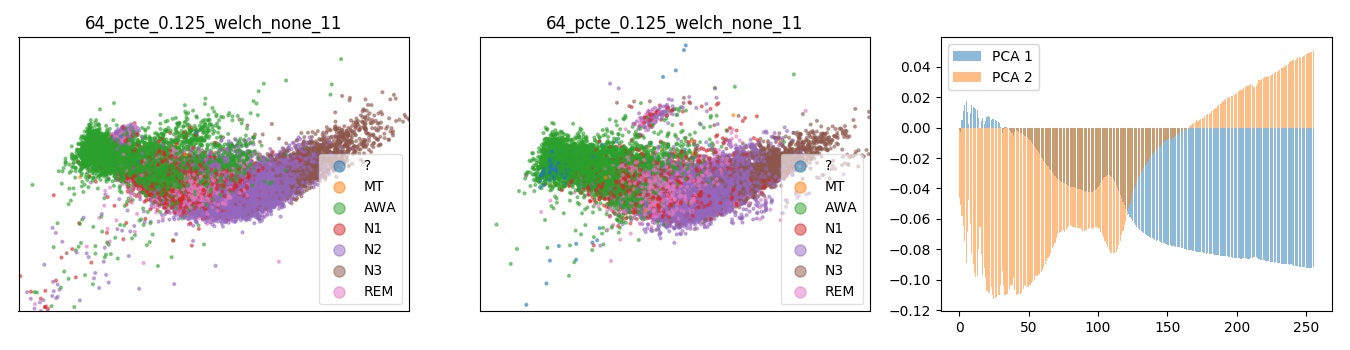 64_pcte_0.125_welch_none_11
?
MT
AWA
N1
N2
N3
REM
64_pcte_0.125_welch_none_11
?
MT
AWA
N1
N2
N3
REM
PCA 1
PCA 2
0.04
0.02
0.00
−0.02
−0.04
−0.06
−0.08
−0.10
−0.12
0 50 100 150 200 250